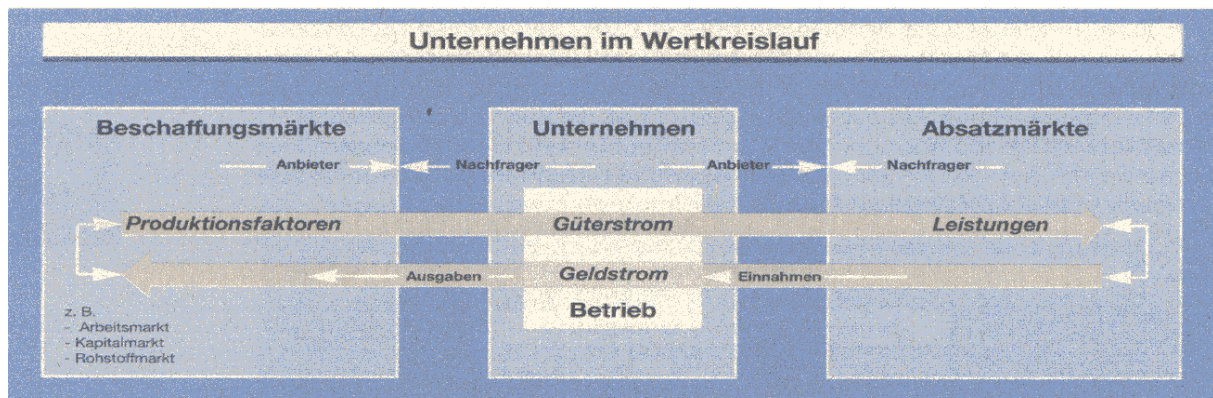 Unternehmen im Wertkreislauf
Beschaffungsmärkte
Unternehmen
Absatzmärkte
Anbieter
Nachfrager
Anbieter
Nachfrager
Produktionsfaktoren
Güterstrom
Leistungen
Ausgaben
Geldstrom
Einnahmen
Betrieb
z. B.
- Arbeitsmarkt
- Kapitalmarkt
- Rohstoffmarkt